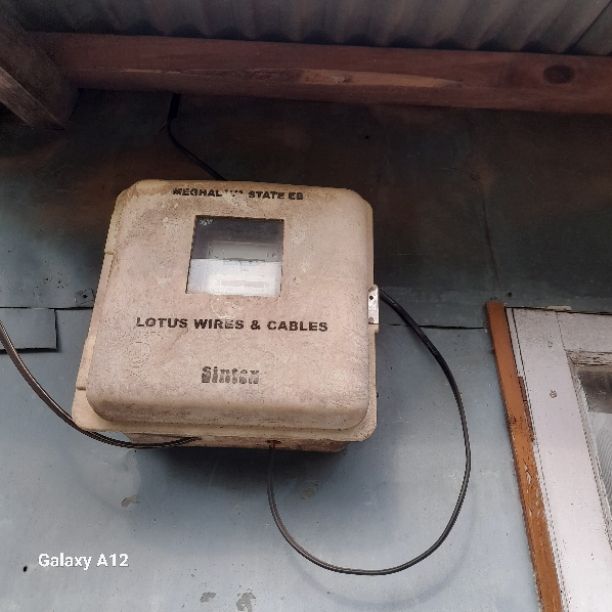 STATE EB
LOTUS WIRES & CABLES
Sintex
Galaxy A12